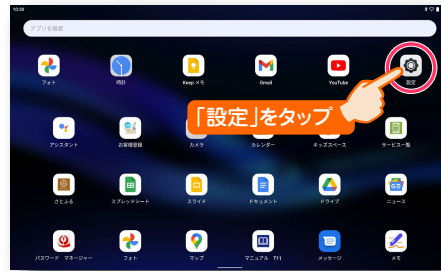 10:30
アプリを検索
フォト
時計
Keep メモ
Gmail
YouTube
設定
「設定」をタップ
アシスタント
お客様登録
カメラ
カレンダー
キッズスペース
サービス一覧
さとふる
スプレッドシート
スライド
ドキュメント
ドライブ
ニュース
パスワード マネージャー
フォト
マップ
マニュアル T11
メッセージ
メモ